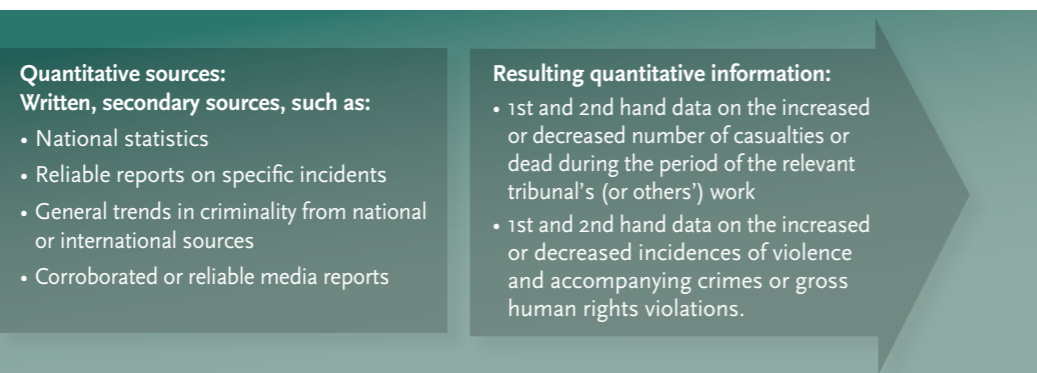 Quantitative sources:
Written, secondary sources, such as:
• National statistics
• Reliable reports on specific incidents
• General trends in criminality from national
or international sources
• Corroborated or reliable media reports
Resulting quantitative information:
• 1st and 2nd hand data on the increased
or decreased number of casualties or
dead during the period of the relevant
tribunal's (or others') work
• 1st and 2nd hand data on the increased
or decreased incidences of violence
and accompanying crimes or gross
human rights violations.